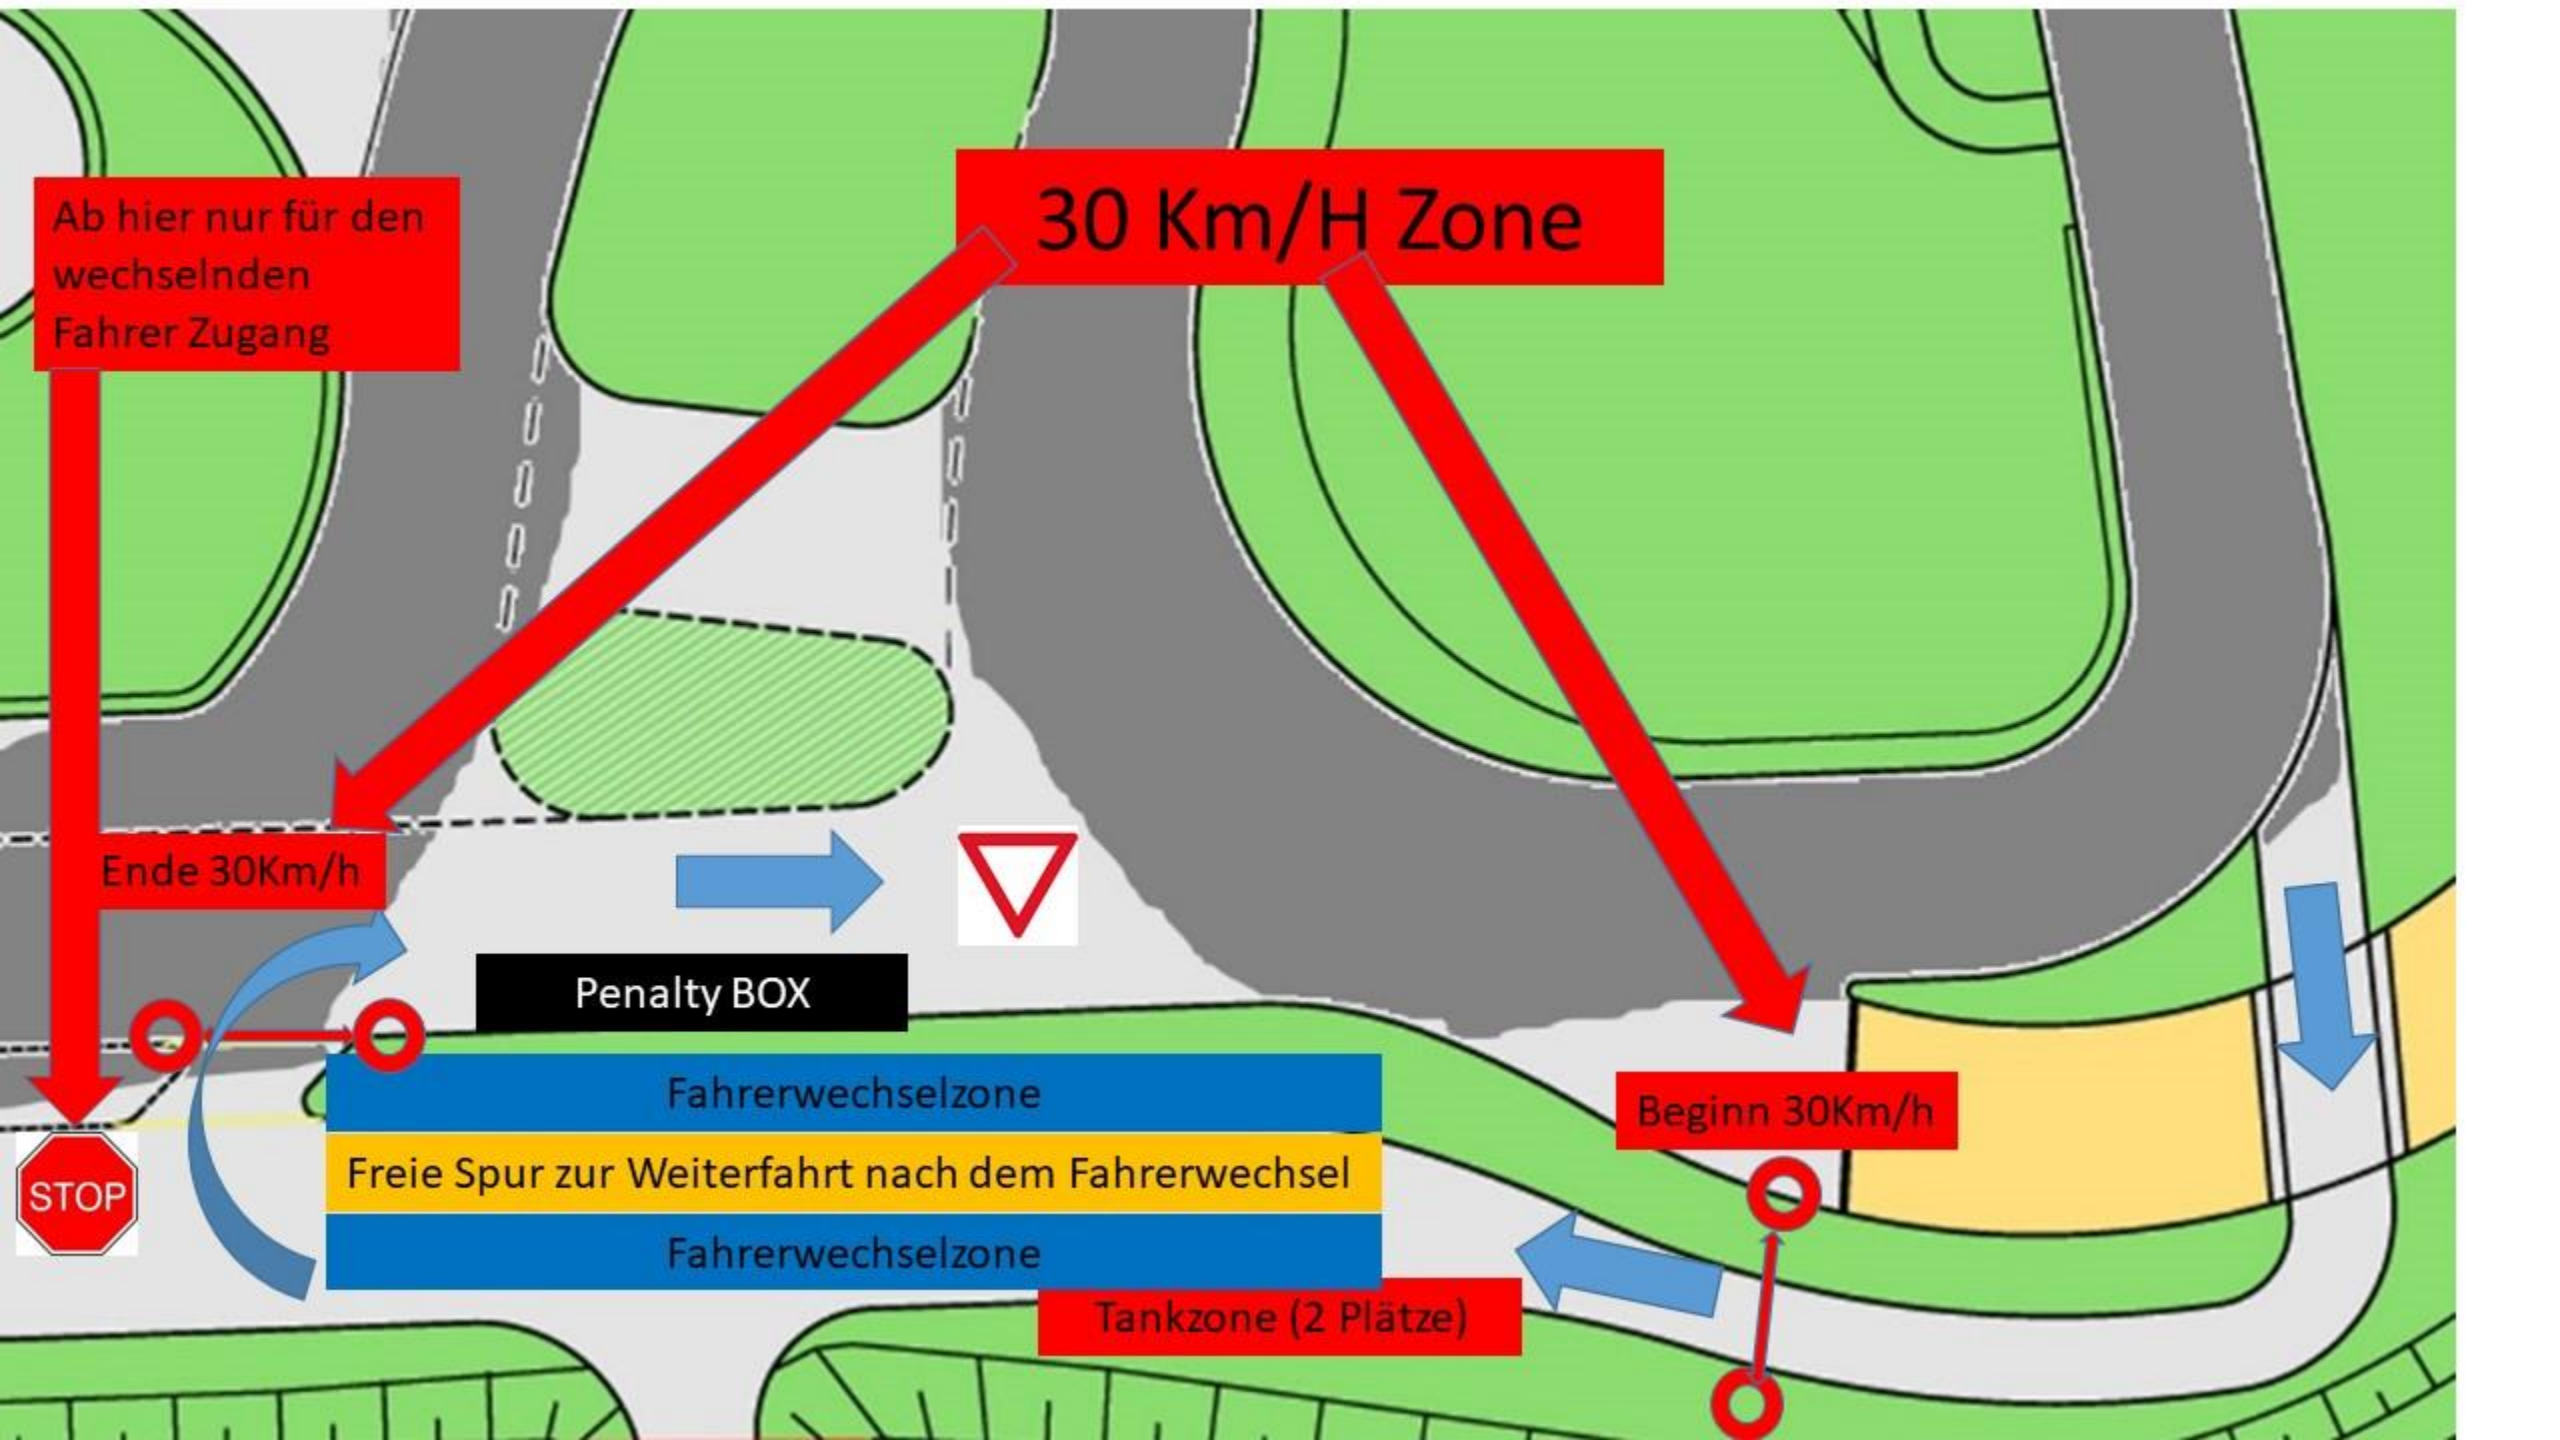 30 Km/H Zone
Ab hier nur für den
wechselnden
Fahrer Zugang
Ende 30Km/h
Penalty BOX
Fahrerwechselzone
Beginn 30Km/h
Freie Spur zur Weiterfahrt nach dem Fahrerwechsel
STOP
Fahrerwechselzone
Tankzone (2 Plätze)